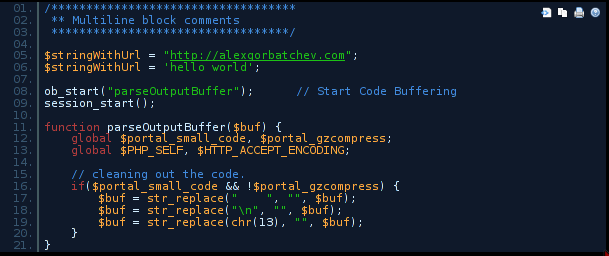 01. /**********************************
02.  ** Multiline block comments
03.  *********************************/
04.
05. $stringWithUrl = "http://alexgorbatchev.com";
06. $stringWithUrl = 'hello world';
07.
08. ob_start("parseOutputBuffer");      // Start Code Buffering
09. session_start();
10.
11. function parseOutputBuffer($buf) {
12.     global $portal_small_code, $portal_gzcompress;
13.     global $PHP_SELF, $HTTP_ACCEPT_ENCODING;
14.
15.     // cleaning out the code.
16.     if($portal_small_code && !$portal_gzcompress) {
17.         $buf = str_replace("    ", "", $buf);
18.         $buf = str_replace("\n", "", $buf);
19.         $buf = str_replace(chr(13), "", $buf);
20.     }
21. }